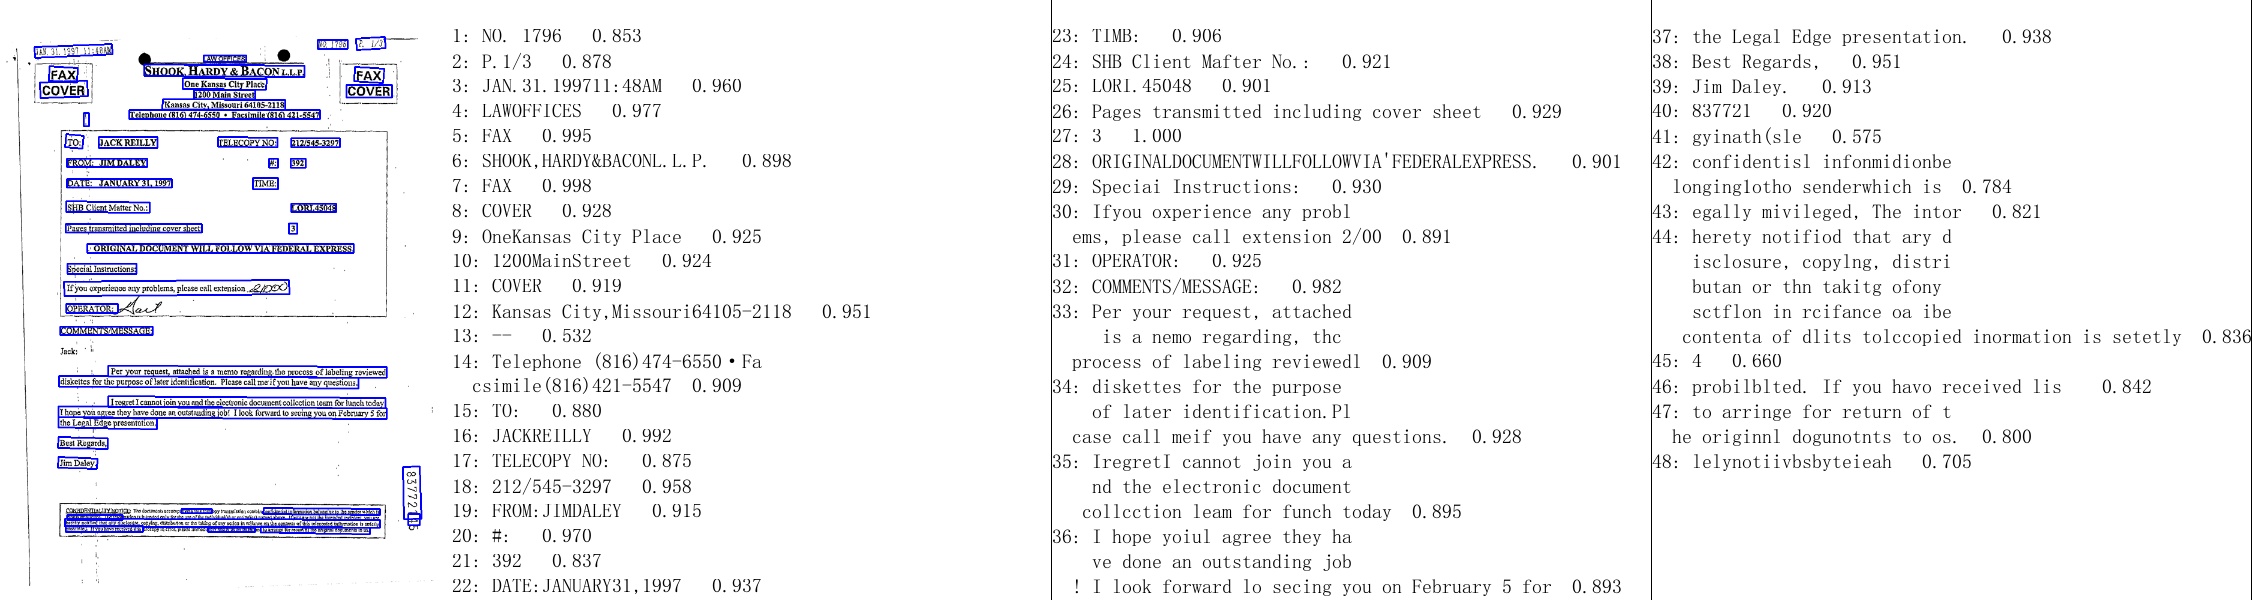 JAN. 31. 1997 11:48AM
NO. 1796 P. 1/3
LAW OFFICES
FAX COVER
SHOOK, HARDY & BACON L.L.P.
FAX COVER
One Kansas City Place
1200 Main Street
Kansas City, Missouri 64105-2118
Telephone (816) 474-6550 • Facsimile (816) 421-5547
TO: JACK REILLY TELECOPY NO: 212/545-3297
FROM: JIM DALEY #: 392
DATE: JANUARY 31, 1997 TIME:
SHB Client Matter No.: LORI.45048
Pages transmitted including cover sheet 3
ORIGINAL DOCUMENT WILL FOLLOW VIA FEDERAL EXPRESS.
Special Instructions:
If you experience any problems, please call extension
OPERATOR:
COMMENTS/MESSAGE:
Jack:
Per your request, attached is a memo regarding the process of labeling reviewed
diskettes for the purpose of later identification. Please call me if you have any questions.
I regret I cannot join you and the electronic document collection team for lunch today.
I hope you agree they have done an outstanding job! I look forward to seeing you on February 5 for
the Legal Edge presentation.
Best Regards,
Jim Daley.
1: NO. 1796 0.853
2: P.1/3 0.878
3: JAN.31.199711:48AM 0.960
4: LAWOFFICES 0.977
5: FAX 0.995
6: SHOOK,HARDY&BACONL.L.P. 0.898
7: FAX 0.998
8: COVER 0.928
9: OneKansas City Place 0.925
10: 1200MainStreet 0.924
11: COVER 0.919
12: Kansas City,Missouri64105-2118 0.951
13: -- 0.532
14: Telephone (816)474-6550·Fa
csimile(816)421-5547 0.909
15: TO: 0.880
16: JACKREILLY 0.992
17: TELECOPY NO: 0.875
18: 212/545-3297 0.958
19: FROM:JIMDALEY 0.915
20: #: 0.970
21: 392 0.837
22: DATE:JANUARY31,1997 0.937
23: TIMB: 0.906
24: SHB Client Mafter No.: 0.921
25: LORI.45048 0.901
26: Pages transmitted including cover sheet 0.929
27: 3 1.000
28: ORIGINALDOCUMENTWILLFOLLOWVIA'FEDERALEXPRESS. 0.901
29: Speciai Instructions: 0.930
30: Ifyou oxperience any probl
ems, please call extension 2/00 0.891
31: OPERATOR: 0.925
32: COMMENTS/MESSAGE: 0.982
33: Per your request, attached
is a nemo regarding, thc
process of labeling reviewedl 0.909
34: diskettes for the purpose
of later identification.Pl
case call meif you have any questions. 0.928
35: IregretI cannot join you a
nd the electronic document
collcction leam for funch today 0.895
36: I hope yoiul agree they ha
ve done an outstanding job
! I look forward lo secing you on February 5 for 0.893
37: the Legal Edge presentation. 0.938
38: Best Regards, 0.951
39: Jim Daley. 0.913
40: 837721 0.920
41: gyinath(sle 0.575
42: confidentisl infonmidionbe
longinglotho senderwhich is 0.784
43: egally mivileged, The intor 0.821
44: herety notifiod that ary d
isclosure, copylng, distri
butan or thn takitg ofony
sctflon in rcifance oa ibe
contenta of dlits tolccopied inormation is setetly 0.836
45: 4 0.660
46: probilblted. If you havo received lis 0.842
47: to arringe for return of t
he originnl dogunotnts to os. 0.800
48: lelynotiivbsbyteieah 0.705